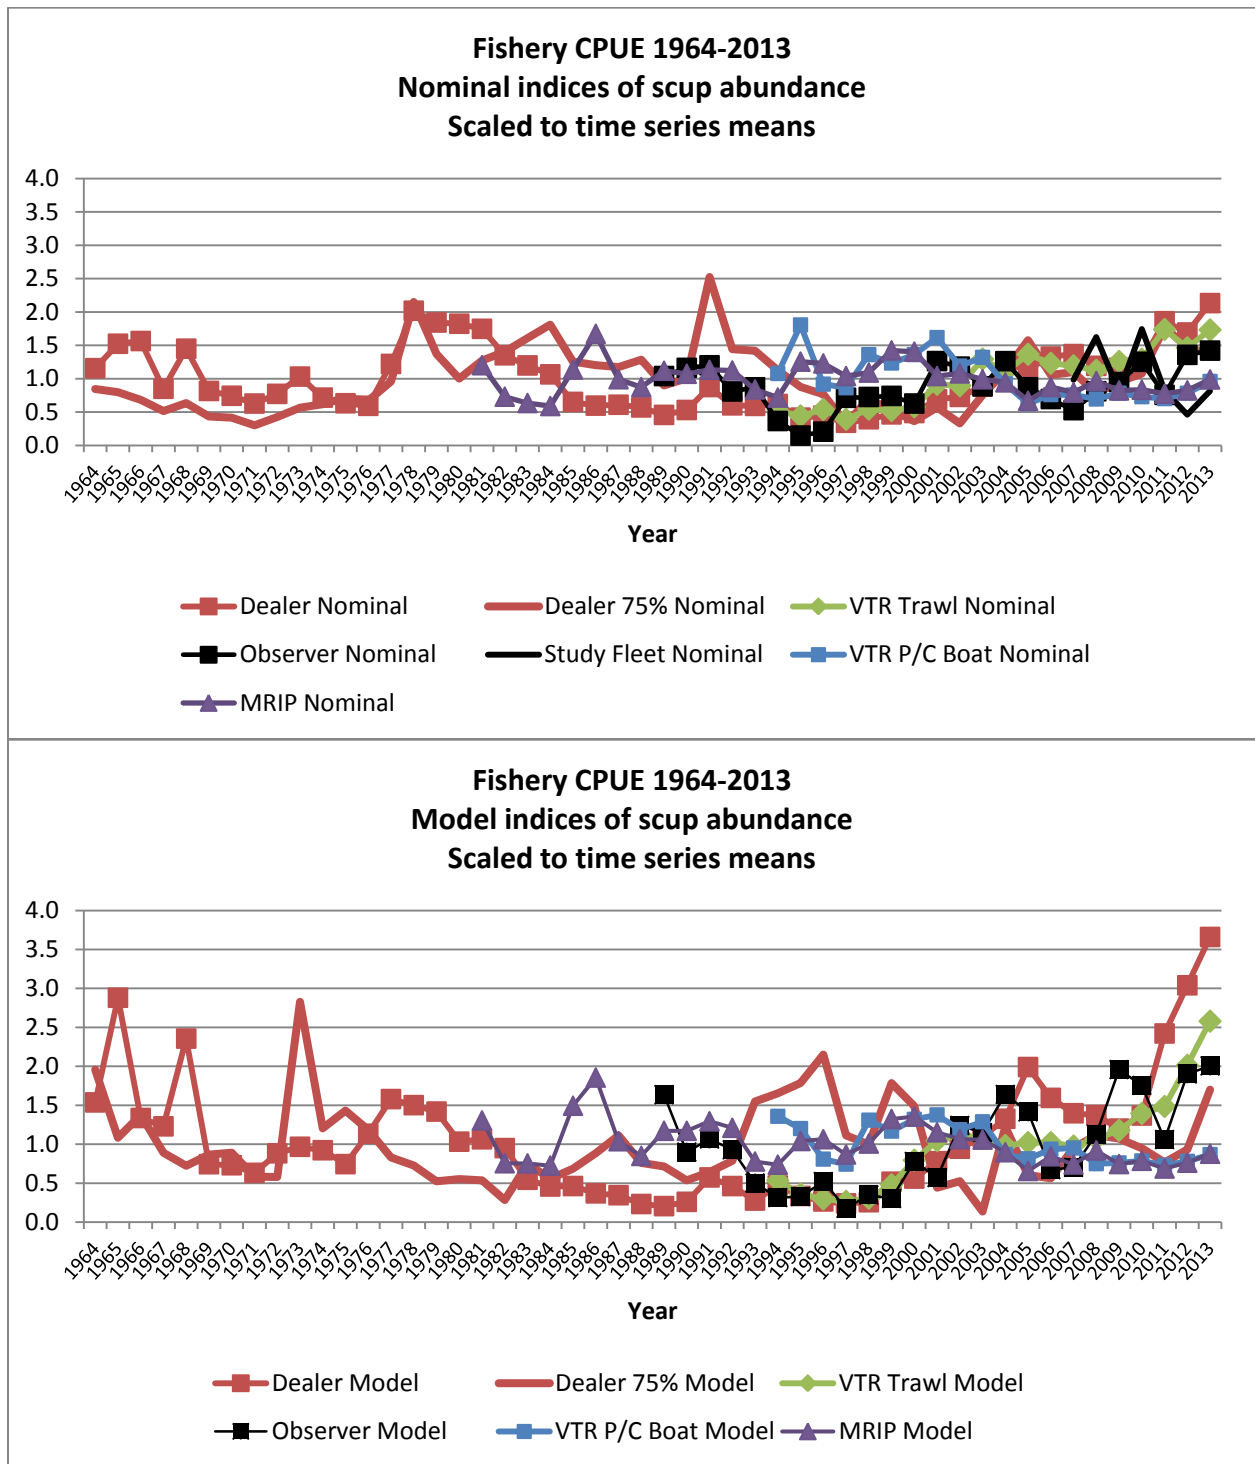 Fishery CPUE 1964-2013
Nominal indices of scup abundance
Scaled to time series means
4.0
3.5
3.0
2.5
2.0
1.5
1.0
0.5
0.0
1964 1965 1966 1967 1968 1969 1970 1971 1972 1973 1974 1975 1976 1977 1978 1979 1980 1981 1982 1983 1984 1985 1986 1987 1988 1989 1990 1991 1992 1993 1994 1995 1996 1997 1998 1999 2000 2001 2002 2003 2004 2005 2006 2007 2008 2009 2010 2011 2012 2013
Year
Dealer Nominal Dealer 75% Nominal VTR Trawl Nominal
Observer Nominal Study Fleet Nominal VTR P/C Boat Nominal
MRIP Nominal
Fishery CPUE 1964-2013
Model indices of scup abundance
Scaled to time series means
4.0
3.5
3.0
2.5
2.0
1.5
1.0
0.5
0.0
1964 1965 1966 1967 1968 1969 1970 1971 1972 1973 1974 1975 1976 1977 1978 1979 1980 1981 1982 1983 1984 1985 1986 1987 1988 1989 1990 1991 1992 1993 1994 1995 1996 1997 1998 1999 2000 2001 2002 2003 2004 2005 2006 2007 2008 2009 2010 2011 2012 2013
Year
Dealer Model Dealer 75% Model VTR Trawl Model
Observer Model VTR P/C Boat Model MRIP Model